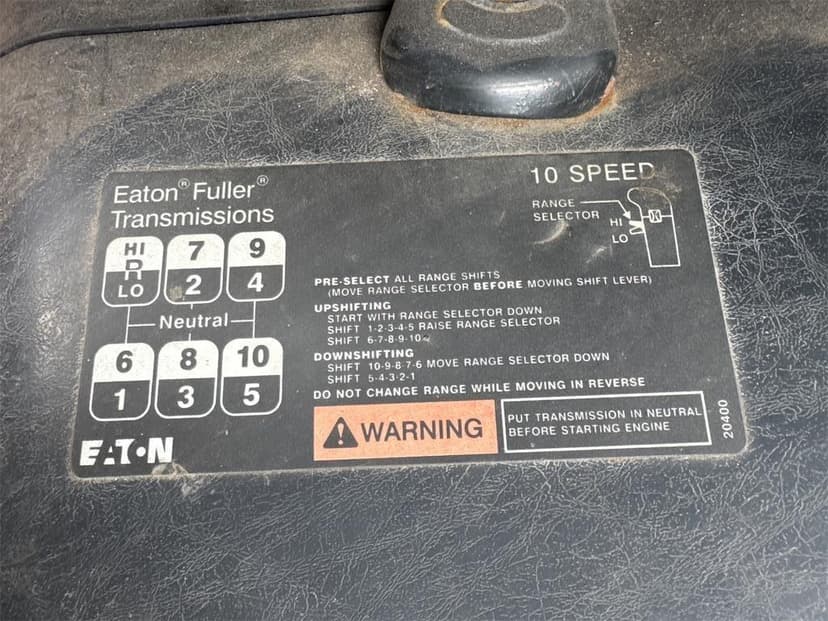 Eaton® Fuller®
Transmissions
10 SPEED
RANGE
SELECTOR
HI
LO
HI 7 9
R
LO 2 4
Neutral
6 8 10
1 3 5
PRE-SELECT ALL RANGE SHIFTS
(MOVE RANGE SELECTOR BEFORE MOVING SHIFT LEVER)
UPSHIFTING
START WITH RANGE SELECTOR DOWN
SHIFT 1-2-3-4-5 RAISE RANGE SELECTOR
SHIFT 6-7-8-9-10
DOWNSHIFTING
SHIFT 10-9-8-7-6 MOVE RANGE SELECTOR DOWN
SHIFT 5-4-3-2-1
DO NOT CHANGE RANGE WHILE MOVING IN REVERSE
WARNING
PUT TRANSMISSION IN NEUTRAL
BEFORE STARTING ENGINE
20400
EATON